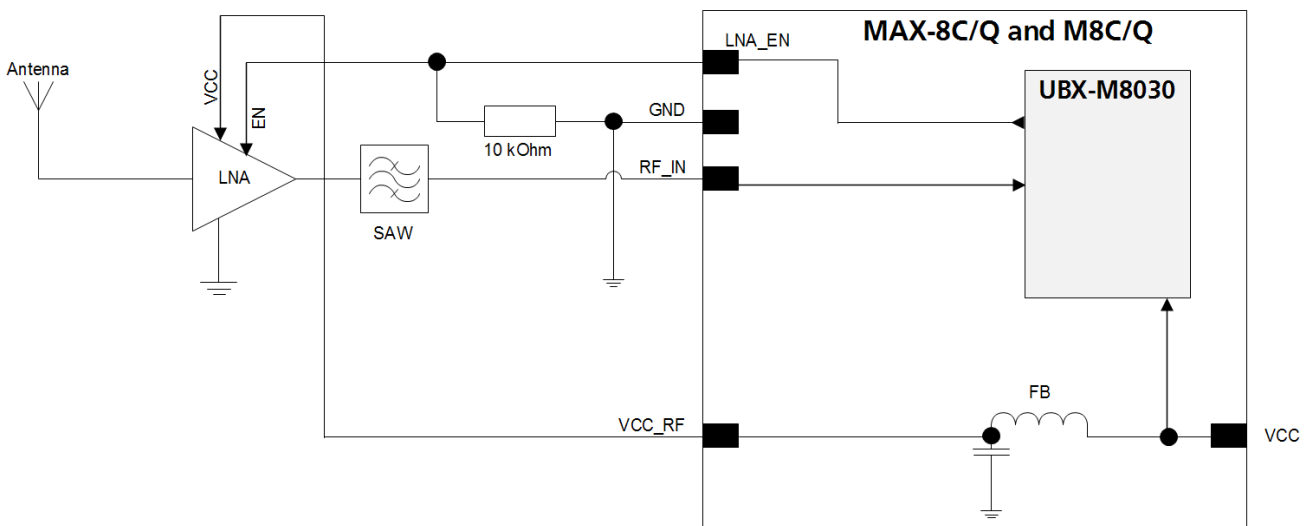 MAX-8C/Q and M8C/Q
LNA_EN
UBX-M8030
Antenna
VCC
EN
GND
10 kOhm
LNA
RF_IN
SAW
FB
VCC_RF
VCC